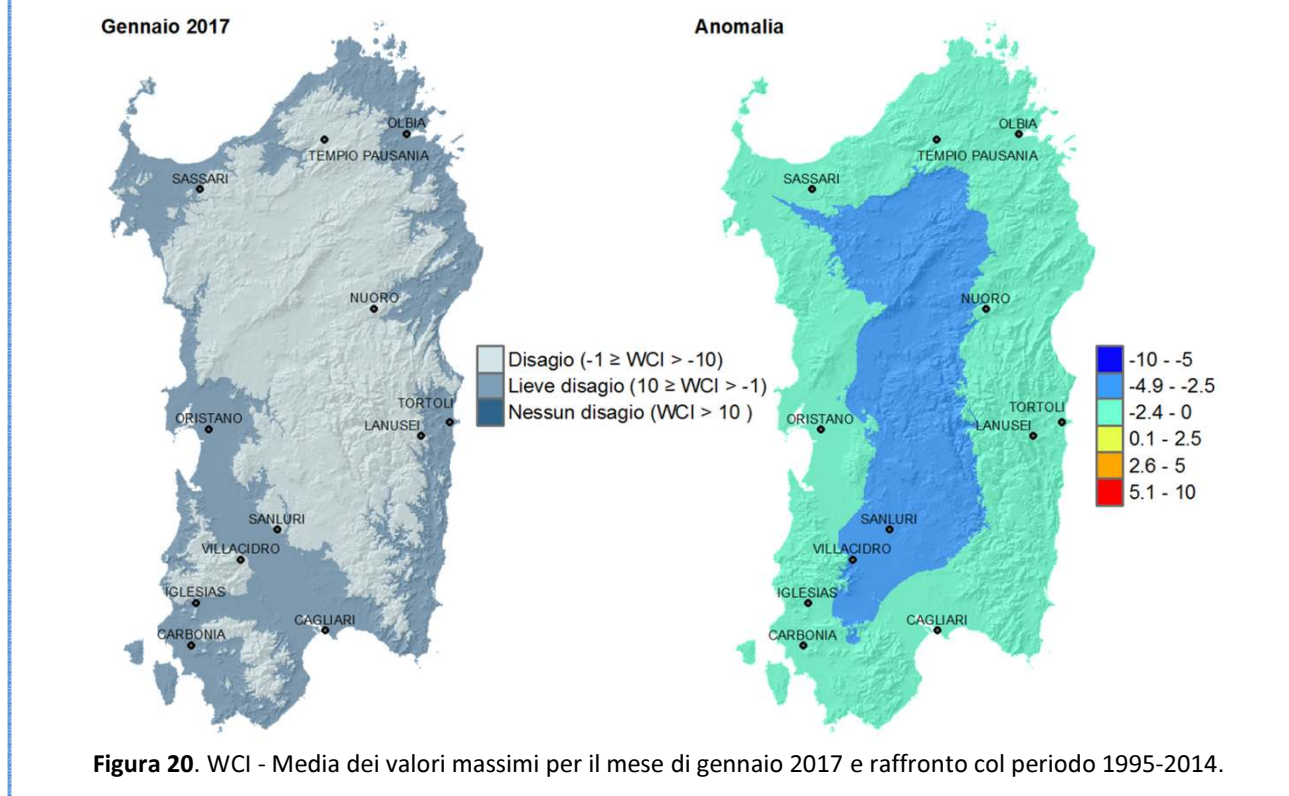 Gennaio 2017
OLBIA
TEMPIO PAUSANIA
SASSARI
NUORO
TORTOLI
ORISTANO
LANUSEI
SANLURI
VILLACIDRO
IGLESIAS
CAGLIARI
CARBONIA
Disagio (-1 ≥ WCI > -10)
Lieve disagio (10 ≥ WCI > -1)
Nessun disagio (WCI > 10 )
Anomalia
OLBIA
TEMPIO PAUSANIA
SASSARI
NUORO
TORTOLI
ORISTANO
LANUSEI
SANLURI
VILLACIDRO
IGLESIAS
CAGLIARI
CARBONIA
-10 - -5
-4.9 - -2.5
-2.4 - 0
0.1 - 2.5
2.6 - 5
5.1 - 10
Figura 20. WCI - Media dei valori massimi per il mese di gennaio 2017 e raffronto col periodo 1995-2014.